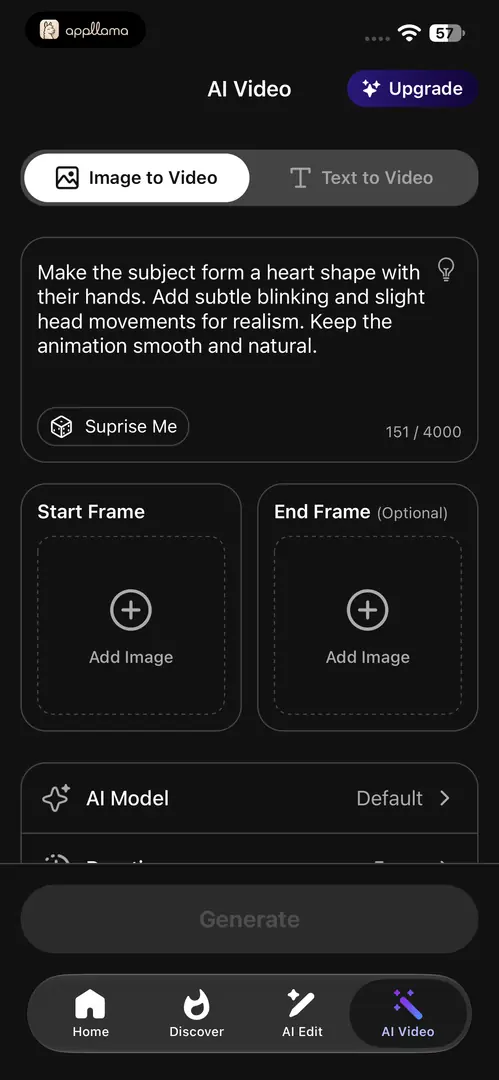 appllama
57
AI Video
Upgrade
Image to Video
Text to Video
Make the subject form a heart shape with
their hands. Add subtle blinking and slight
head movements for realism. Keep the
animation smooth and natural.
Suprise Me
151 / 4000
Start Frame
End Frame (Optional)
Add Image
Add Image
AI Model
Default
Generate
Home
Discover
AI Edit
AI Video